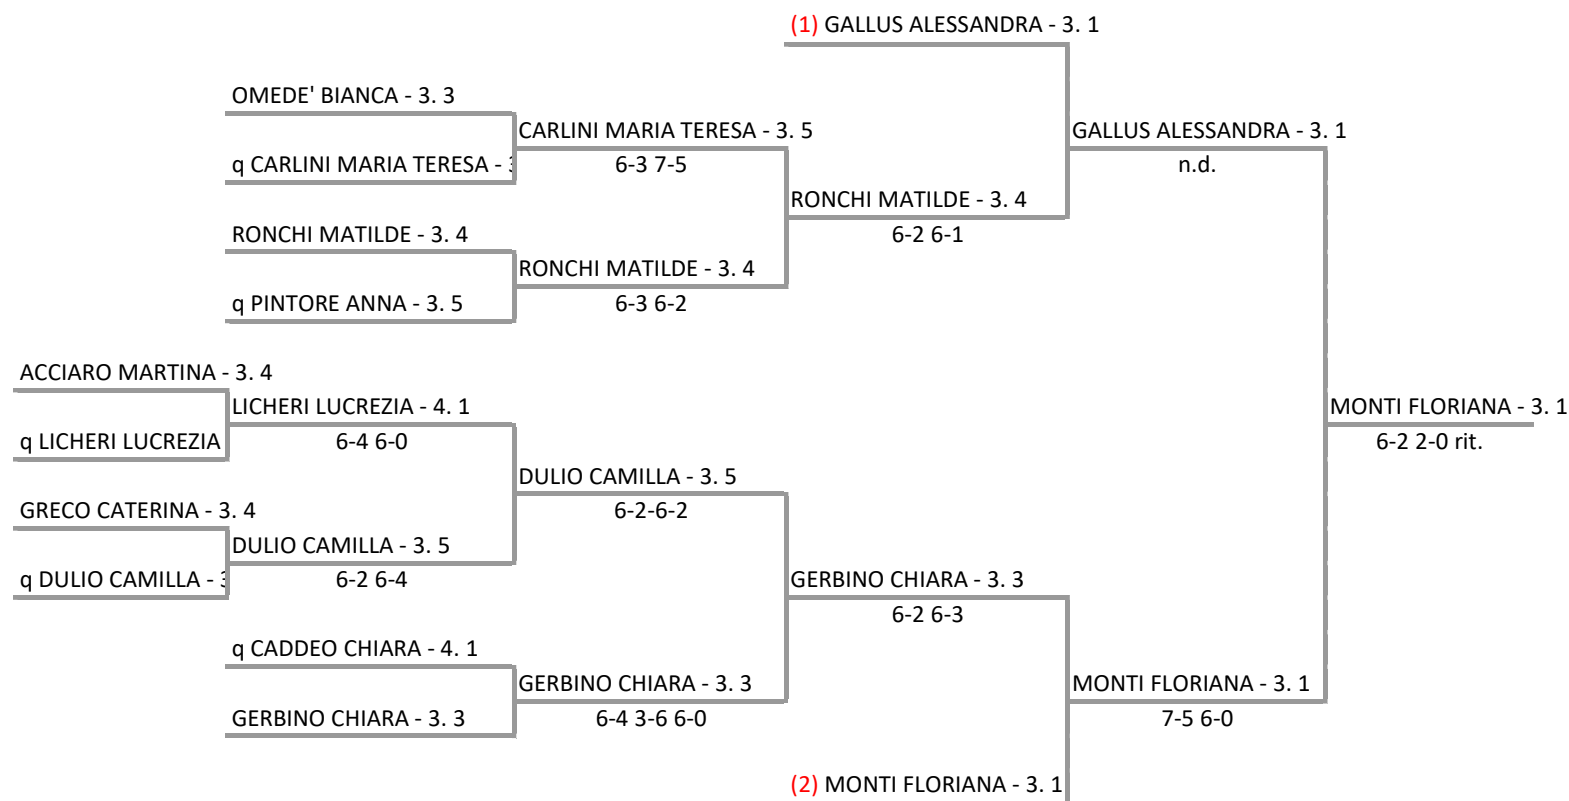 (1) GALLUS ALESSANDRA - 3. 1
OMEDE' BIANCA - 3. 3
CARLINI MARIA TERESA - 3. 5
GALLUS ALESSANDRA - 3. 1
q CARLINI MARIA TERESA -
6-3 7-5
n.d.
RONCHI MATILDE - 3. 4
RONCHI MATILDE - 3. 4
6-2 6-1
RONCHI MATILDE - 3. 4
q PINTORE ANNA - 3. 5
6-3 6-2
ACCIARO MARTINA - 3. 4
LICHERI LUCREZIA - 4. 1
MONTI FLORIANA - 3. 1
q LICHERI LUCREZIA
6-4 6-0
6-2 2-0 rit.
DULIO CAMILLA - 3. 5
GRECO CATERINA - 3. 4
6-2-6-2
DULIO CAMILLA - 3. 5
q DULIO CAMILLA -
6-2 6-4
GERBINO CHIARA - 3. 3
6-2 6-3
q CADDEO CHIARA - 4. 1
GERBINO CHIARA - 3. 3
MONTI FLORIANA - 3. 1
GERBINO CHIARA - 3. 3
6-4 3-6 6-0
7-5 6-0
(2) MONTI FLORIANA - 3. 1